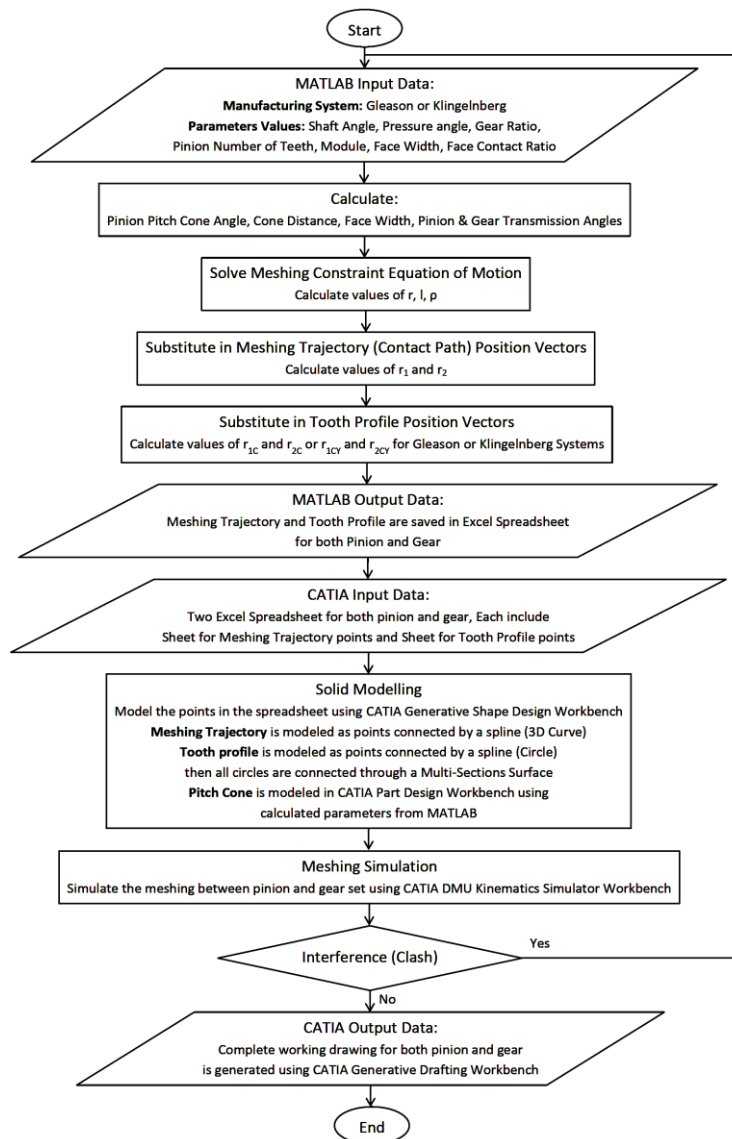 Start
MATLAB Input Data:
Manufacturing System: Gleason or Klingelnberg
Parameters Values: Shaft Angle, Pressure angle, Gear Ratio,
Pinion Number of Teeth, Module, Face Width, Face Contact Ratio
Calculate:
Pinion Pitch Cone Angle, Cone Distance, Face Width, Pinion & Gear Transmission Angles
Solve Meshing Constraint Equation of Motion
Calculate values of r, l, ρ
Substitute in Meshing Trajectory (Contact Path) Position Vectors
Calculate values of r₁ and r₂
Substitute in Tooth Profile Position Vectors
Calculate values of r1C and r2C or r1CY and r2CY for Gleason or Klingelnberg Systems
MATLAB Output Data:
Meshing Trajectory and Tooth Profile are saved in Excel Spreadsheet
for both Pinion and Gear
CATIA Input Data:
Two Excel Spreadsheet for both pinion and gear, Each include
Sheet for Meshing Trajectory points and Sheet for Tooth Profile points
Solid Modelling
Model the points in the spreadsheet using CATIA Generative Shape Design Workbench
Meshing Trajectory is modeled as points connected by a spline (3D Curve)
Tooth profile is modeled as points connected by a spline (Circle)
then all circles are connected through a Multi-Sections Surface
Pitch Cone is modeled in CATIA Part Design Workbench using
calculated parameters from MATLAB
Meshing Simulation
Simulate the meshing between pinion and gear set using CATIA DMU Kinematics Simulator Workbench
Interference (Clash)
Yes
No
CATIA Output Data:
Complete working drawing for both pinion and gear
is generated using CATIA Generative Drafting Workbench
End